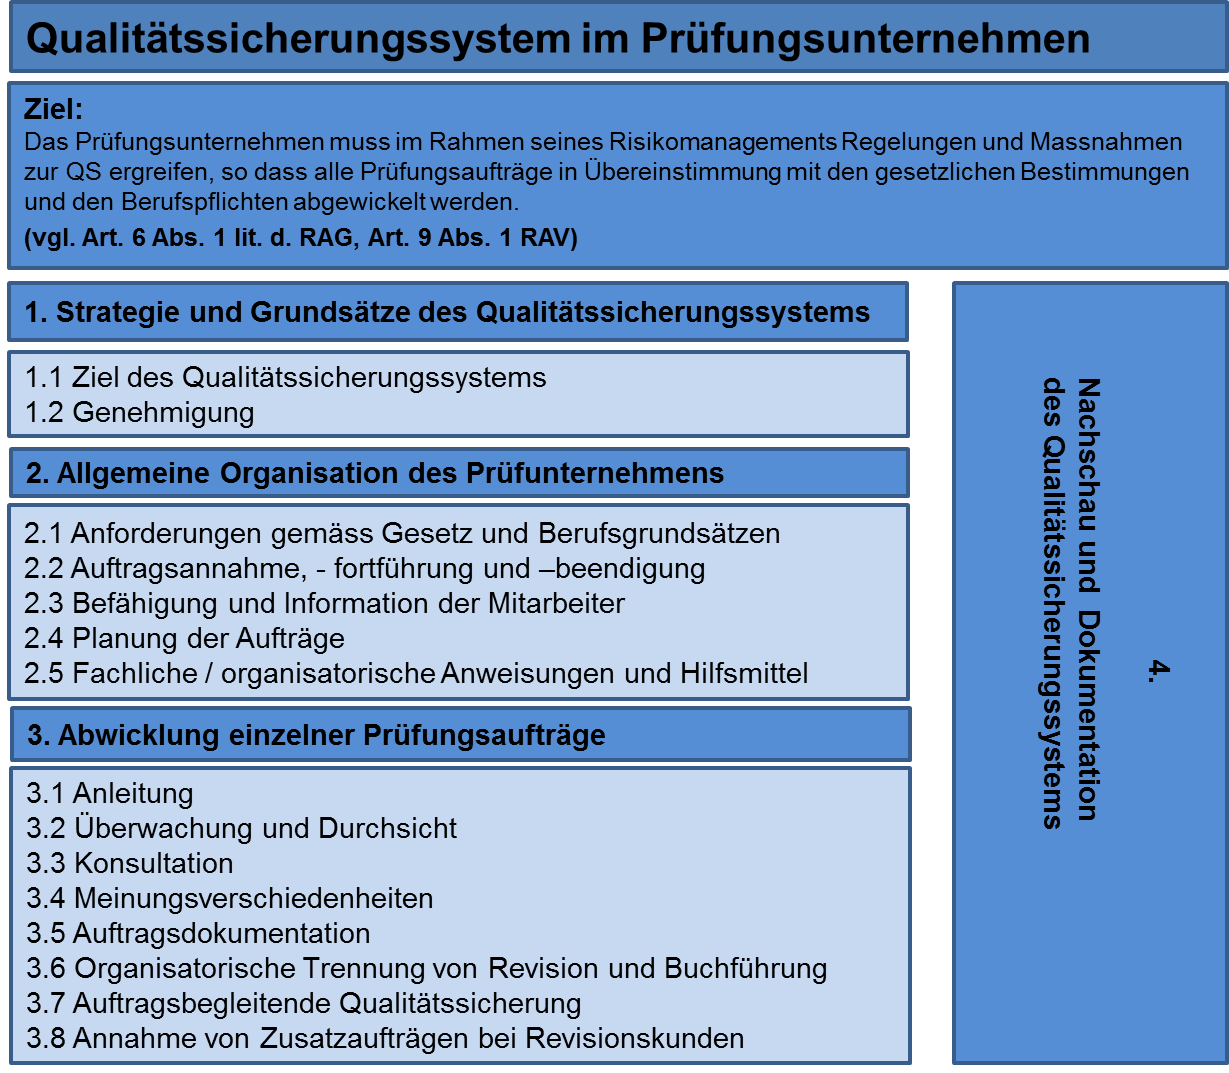 Qualitätssicherungssystem im Prüfungsunternehmen
Ziel:
Das Prüfungsunternehmen muss im Rahmen seines Risikomanagements Regelungen und Massnahmen
zur QS ergreifen, so dass alle Prüfungsaufträge in Übereinstimmung mit den gesetzlichen Bestimmungen
und den Berufspflichten abgewickelt werden.
(vgl. Art. 6 Abs. 1 lit. d. RAG, Art. 9 Abs. 1 RAV)
1. Strategie und Grundsätze des Qualitätssicherungssystems
1.1 Ziel des Qualitätssicherungssystems
1.2 Genehmigung
2. Allgemeine Organisation des Prüfunternehmens
2.1 Anforderungen gemäss Gesetz und Berufsgrundsätzen
2.2 Auftragsannahme, - fortführung und –beendigung
2.3 Befähigung und Information der Mitarbeiter
2.4 Planung der Aufträge
2.5 Fachliche / organisatorische Anweisungen und Hilfsmittel
3. Abwicklung einzelner Prüfungsaufträge
3.1 Anleitung
3.2 Überwachung und Durchsicht
3.3 Konsultation
3.4 Meinungsverschiedenheiten
3.5 Auftragsdokumentation
3.6 Organisatorische Trennung von Revision und Buchführung
3.7 Auftragsbegleitende Qualitätssicherung
3.8 Annahme von Zusatzaufträgen bei Revisionskunden
4.
Nachschau und Dokumentation
des Qualitätssicherungssystems